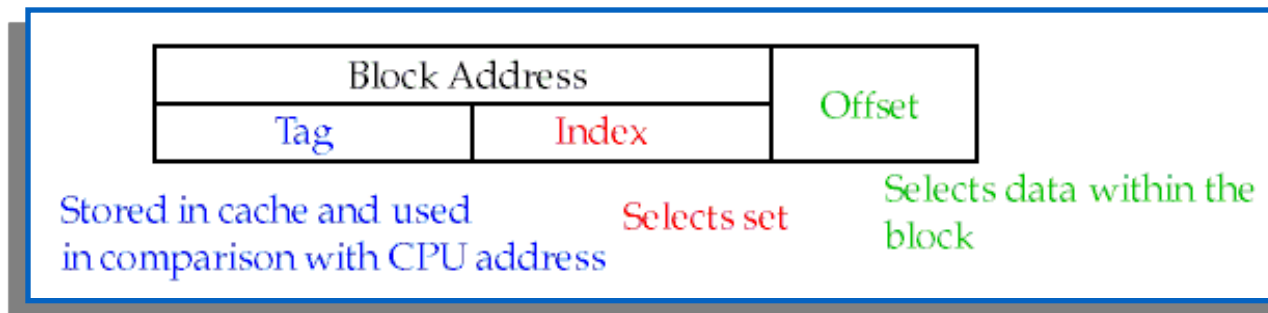 Block Address
Offset
Tag
Index
Stored in cache and used
in comparison with CPU address
Selects set
Selects data within the
block